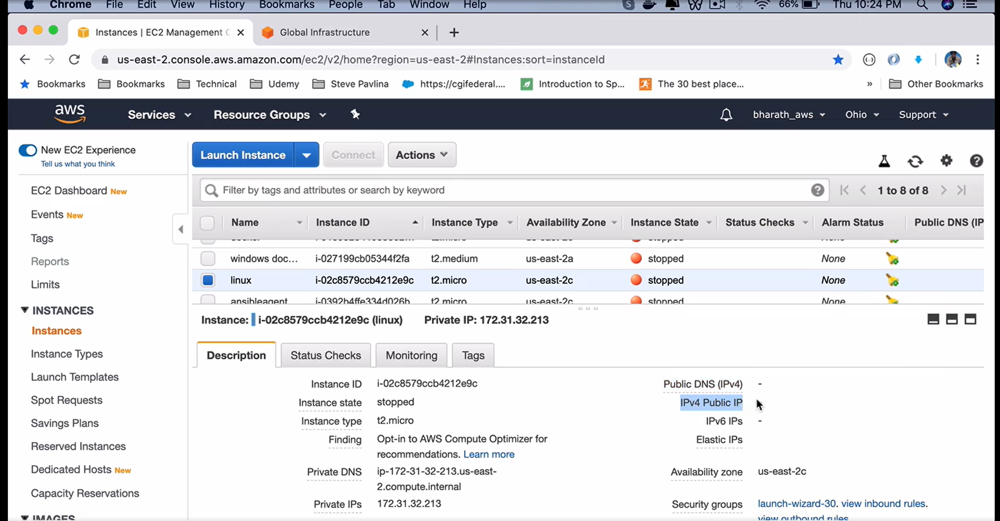 Chrome File Edit View History Bookmarks People Tab Window Help 66% Thu 10:24 PM
Instances | EC2 Management C Global Infrastructure
us-east-2.console.aws.amazon.com/ec2/v2/home?region=us-east-2#Instances:sort=instanceId
Bookmarks Bookmarks Technical Udemy Steve Pavlina https://cgifederal.... Introduction to Sp... The 30 best place... » Other Bookmarks
aws Services Resource Groups bharath_aws Ohio Support
New EC2 Experience
Tell us what you think
EC2 Dashboard New
Events New
Tags
Reports
Limits
INSTANCES
Instances
Instance Types
Launch Templates
Spot Requests
Savings Plans
Reserved Instances
Dedicated Hosts New
Capacity Reservations
IMAGES
Launch Instance Connect Actions
Filter by tags and attributes or search by keyword 1 to 8 of 8
Name Instance ID Instance Type Availability Zone Instance State Status Checks Alarm Status Public DNS (IP
windows doc... i-027199cb05344f2fa t2.medium us-east-2a stopped None
linux i-02c8579ccb4212e9c t2.micro us-east-2c stopped None
ansibleagent i-0392b4ffe334d026b t2.micro us-east-2c stopped None
Instance: i-02c8579ccb4212e9c (linux) Private IP: 172.31.32.213
Description Status Checks Monitoring Tags
Instance ID i-02c8579ccb4212e9c
Instance state stopped
Instance type t2.micro
Finding Opt-in to AWS Compute Optimizer for
recommendations. Learn more
Private DNS ip-172-31-32-213.us-east-
2.compute.internal
Private IPs 172.31.32.213
Public DNS (IPv4) -
IPv4 Public IP
IPv6 IPs -
Elastic IPs
Availability zone us-east-2c
Security groups launch-wizard-30. view inbound rules.
view outbound rules